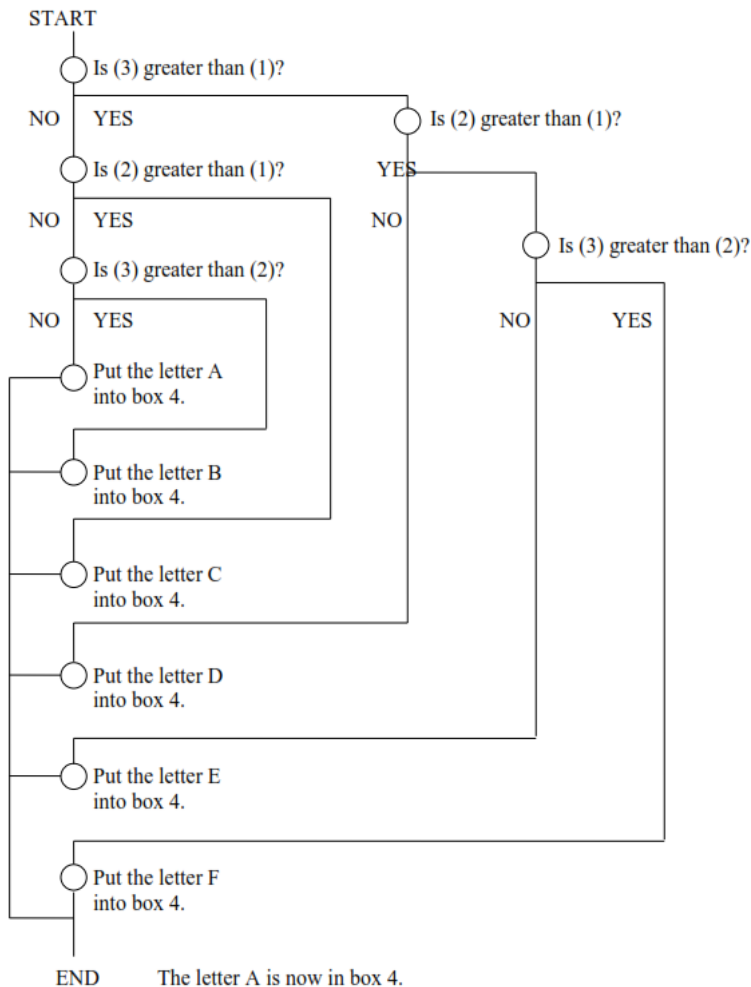 START
Is (3) greater than (1)?
NO YES
Is (2) greater than (1)?
Is (2) greater than (1)?
YES
NO YES
NO
Is (3) greater than (2)?
Is (3) greater than (2)?
NO YES
NO YES
Put the letter A
into box 4.
Put the letter B
into box 4.
Put the letter C
into box 4.
Put the letter D
into box 4.
Put the letter E
into box 4.
Put the letter F
into box 4.
END The letter A is now in box 4.